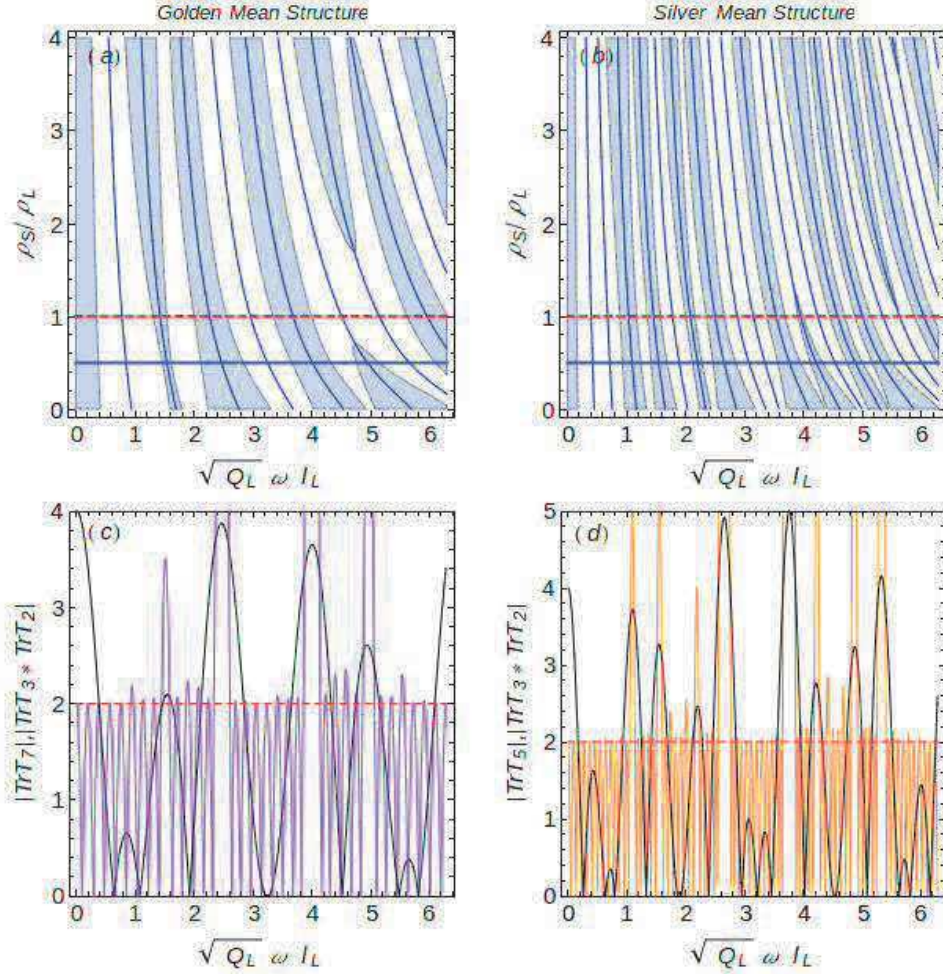 Golden Mean Structure
Silver Mean Structure
(a)
(b)
4
3
2
1
0
ρS/ ρL
0 1 2 3 4 5 6
√QL ω lL
4
3
2
1
0
ρS/ ρL
0 1 2 3 4 5 6
√QL ω lL
(c)
(d)
4
3
2
1
0
|TrT7|,|TrT3* TrT2|
0 1 2 3 4 5 6
√QL ω lL
5
4
3
2
1
0
|TrT5|,|TrT3* TrT2|
0 1 2 3 4 5 6
√QL ω lL